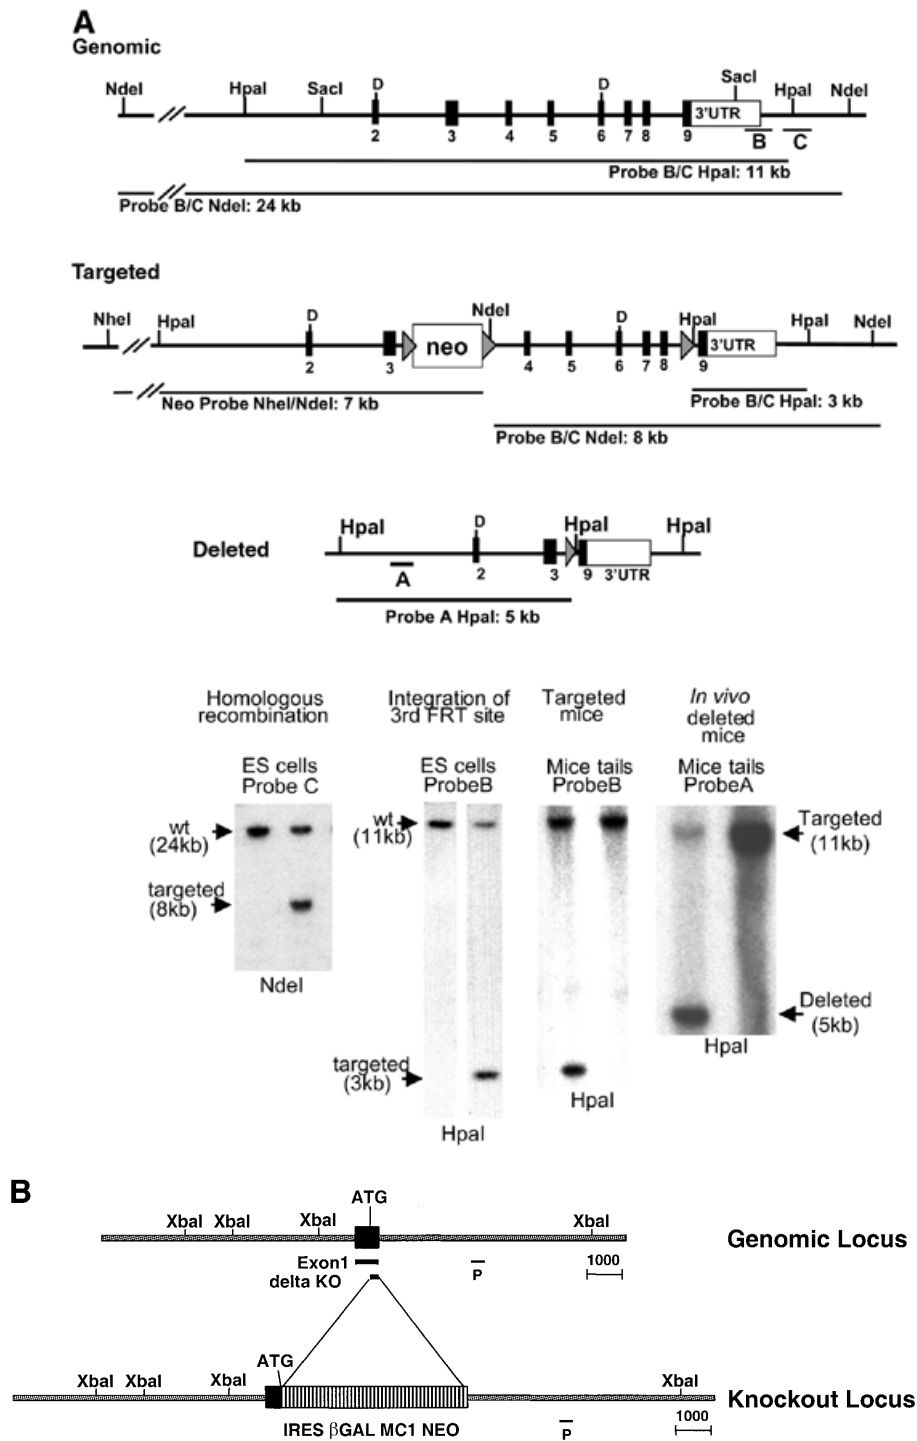 A
Genomic
NdeI HpaI SacI D D SacI HpaI NdeI
3'UTR
2 3 4 5 6 7 8 9 B C
Probe B/C HpaI: 11 kb
Probe B/C NdeI: 24 kb
Targeted
NheI HpaI D NdeI D HpaI HpaI NdeI
neo 3'UTR
2 3 4 5 6 7 8 9
Neo Probe NheI/NdeI: 7 kb Probe B/C HpaI: 3 kb
Probe B/C NdeI: 8 kb
Deleted
HpaI D HpaI HpaI
A 2 3 9 3'UTR
Probe A HpaI: 5 kb
Homologous recombination
Integration of 3rd FRT site
Targeted mice
In vivo deleted mice
ES cells Probe C
ES cells ProbeB
Mice tails ProbeB
Mice tails ProbeA
wt (24kb)
targeted (8kb)
NdeI
wt (11kb)
targeted (3kb)
HpaI
HpaI
Targeted (11kb)
Deleted (5kb)
HpaI
B
ATG
XbaI XbaI XbaI XbaI
Genomic Locus
Exon1 P 1000
delta KO
ATG
XbaI XbaI XbaI XbaI
Knockout Locus
IRES βGAL MC1 NEO P 1000